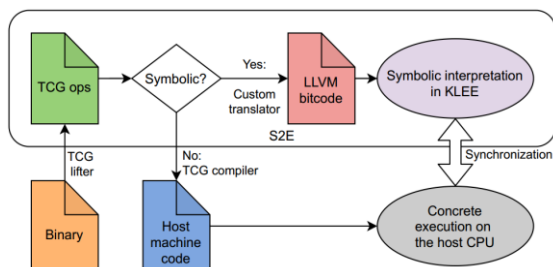 TCG ops
Symbolic?
Yes:
Custom
translator
LLVM
bitcode
Symbolic interpretation
in KLEE
S2E
TCG
lifter
No:
TCG compiler
Synchronization
Binary
Host
machine
code
Concrete
execution on
the host CPU